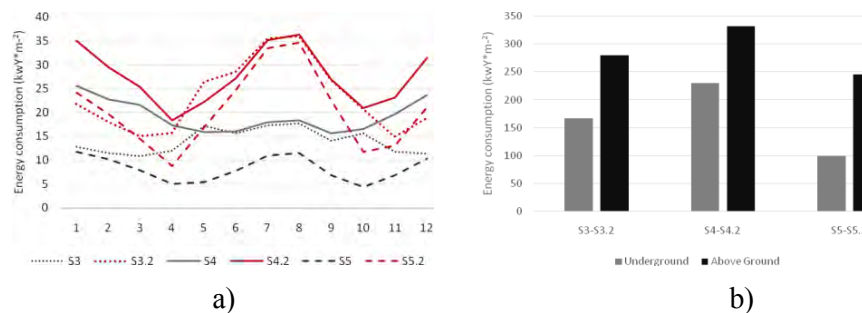 Energy consumption (kwY*m-2)
40
35
30
25
20
15
10
5
0
1 2 3 4 5 6 7 8 9 10 11 12
S3 S3.2 S4 S4.2 S5 S5.2
a)
Energy consumption (kwY*m-2)
350
300
250
200
150
100
50
0
S3-S3.2 S4-S4.2 S5-S5.
Underground Above Ground
b)